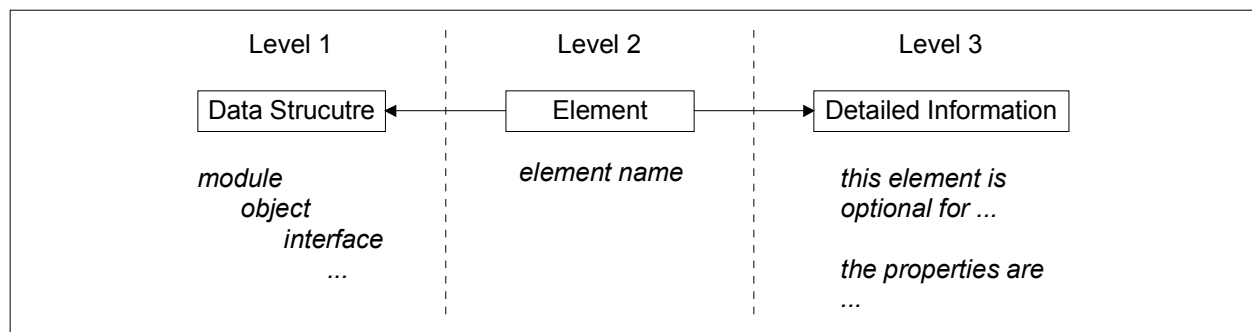 Level 1
Level 2
Level 3
Data Strucutre
Element
Detailed Information
module
object
interface
...
element name
this element is
optional for ...
the properties are
...